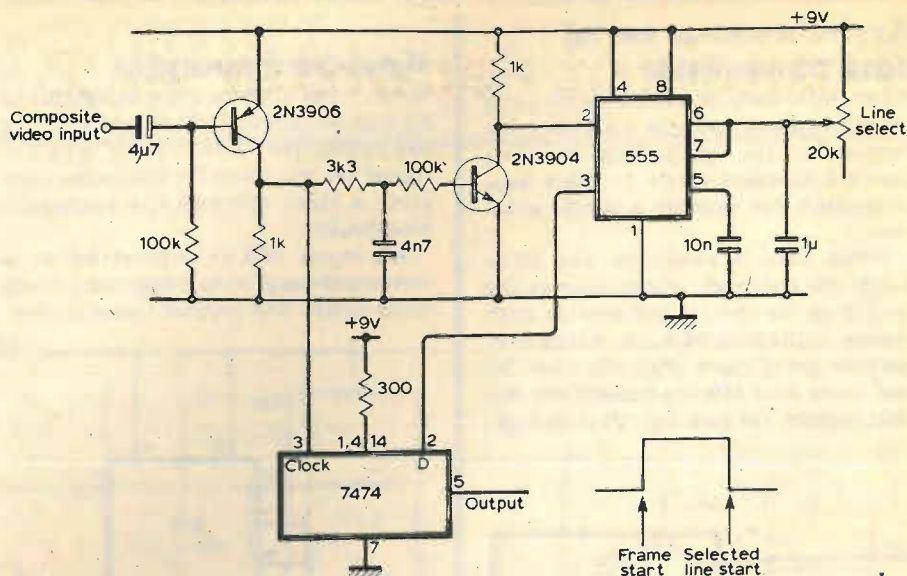 +9V
1k
4
8
Composite
video input
2N3906
4µ7
2
6
Line
select
555
7
20k
3k3
100k
2N3904
3
5
1
100k
1k
4n7
10n
1µ
+9V
300
3
1,4
14
2
Clock
D
7474
5
Output
7
Frame
start
Selected
line start